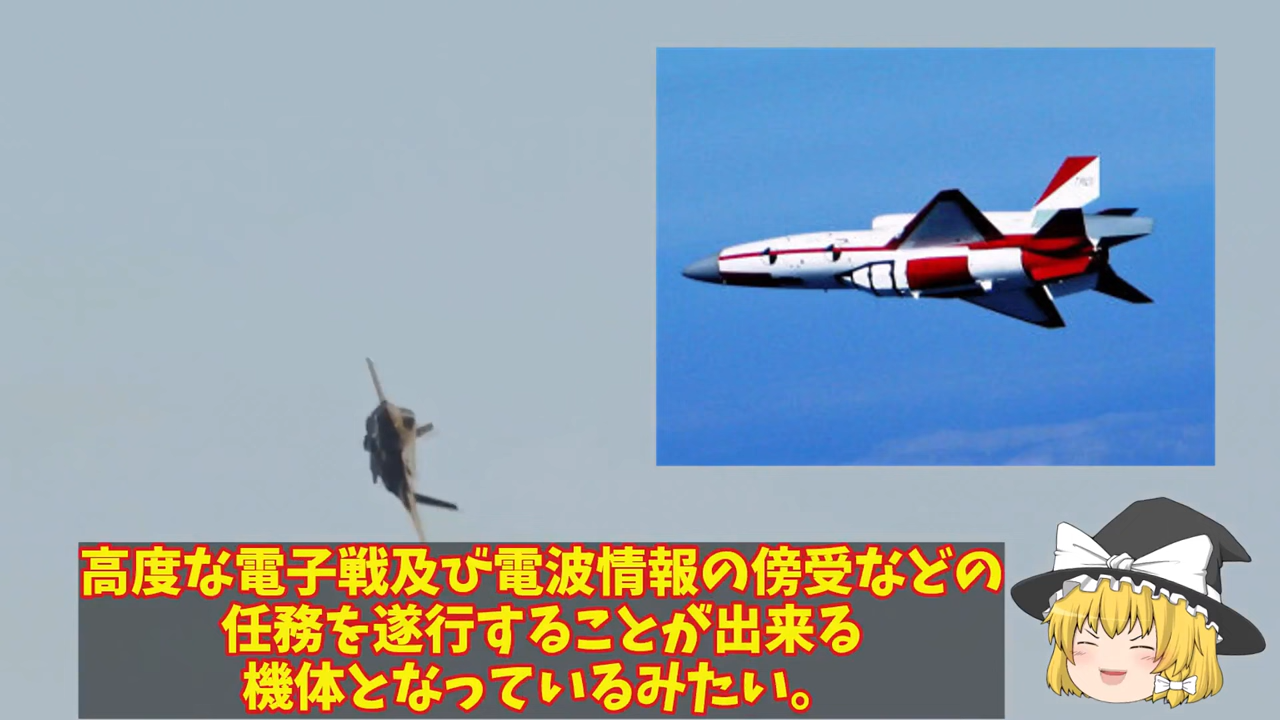 高度な電子戦及び電波情報の傍受などの
任務を遂行することが出来る
機体となっているみたい。